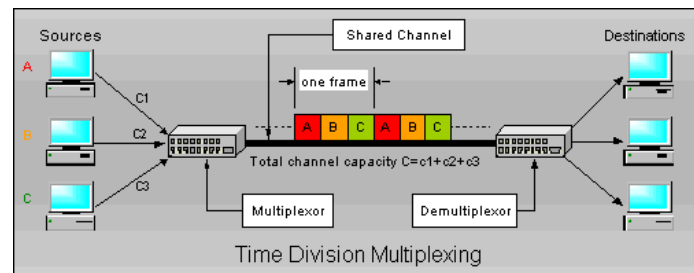 Shared Channel
Sources
Destinations
A
one frame
C1
A B C A B C
B
C2
Total channel capacity C=c1+c2+c3
C3
C
Multiplexor
Demultiplexor
Time Division Multiplexing